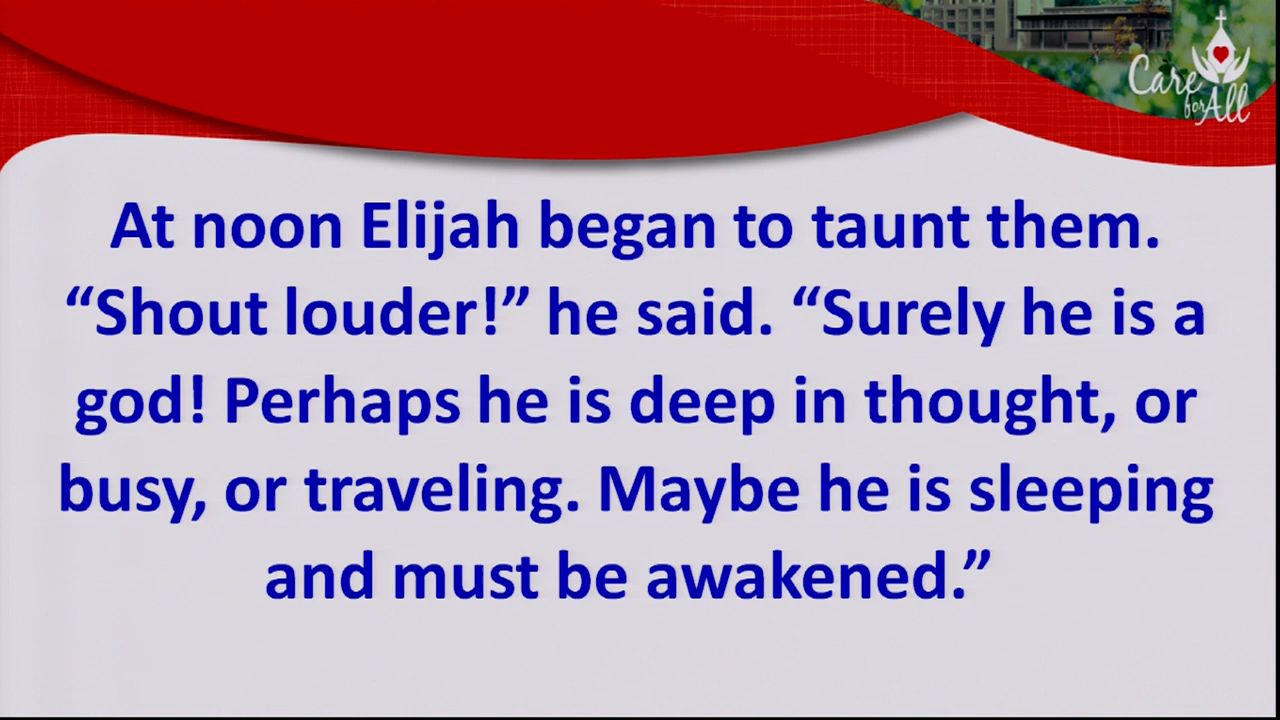 Care
for All
At noon Elijah began to taunt them.
“Shout louder!” he said. “Surely he is a
god! Perhaps he is deep in thought, or
busy, or traveling. Maybe he is sleeping
and must be awakened.”